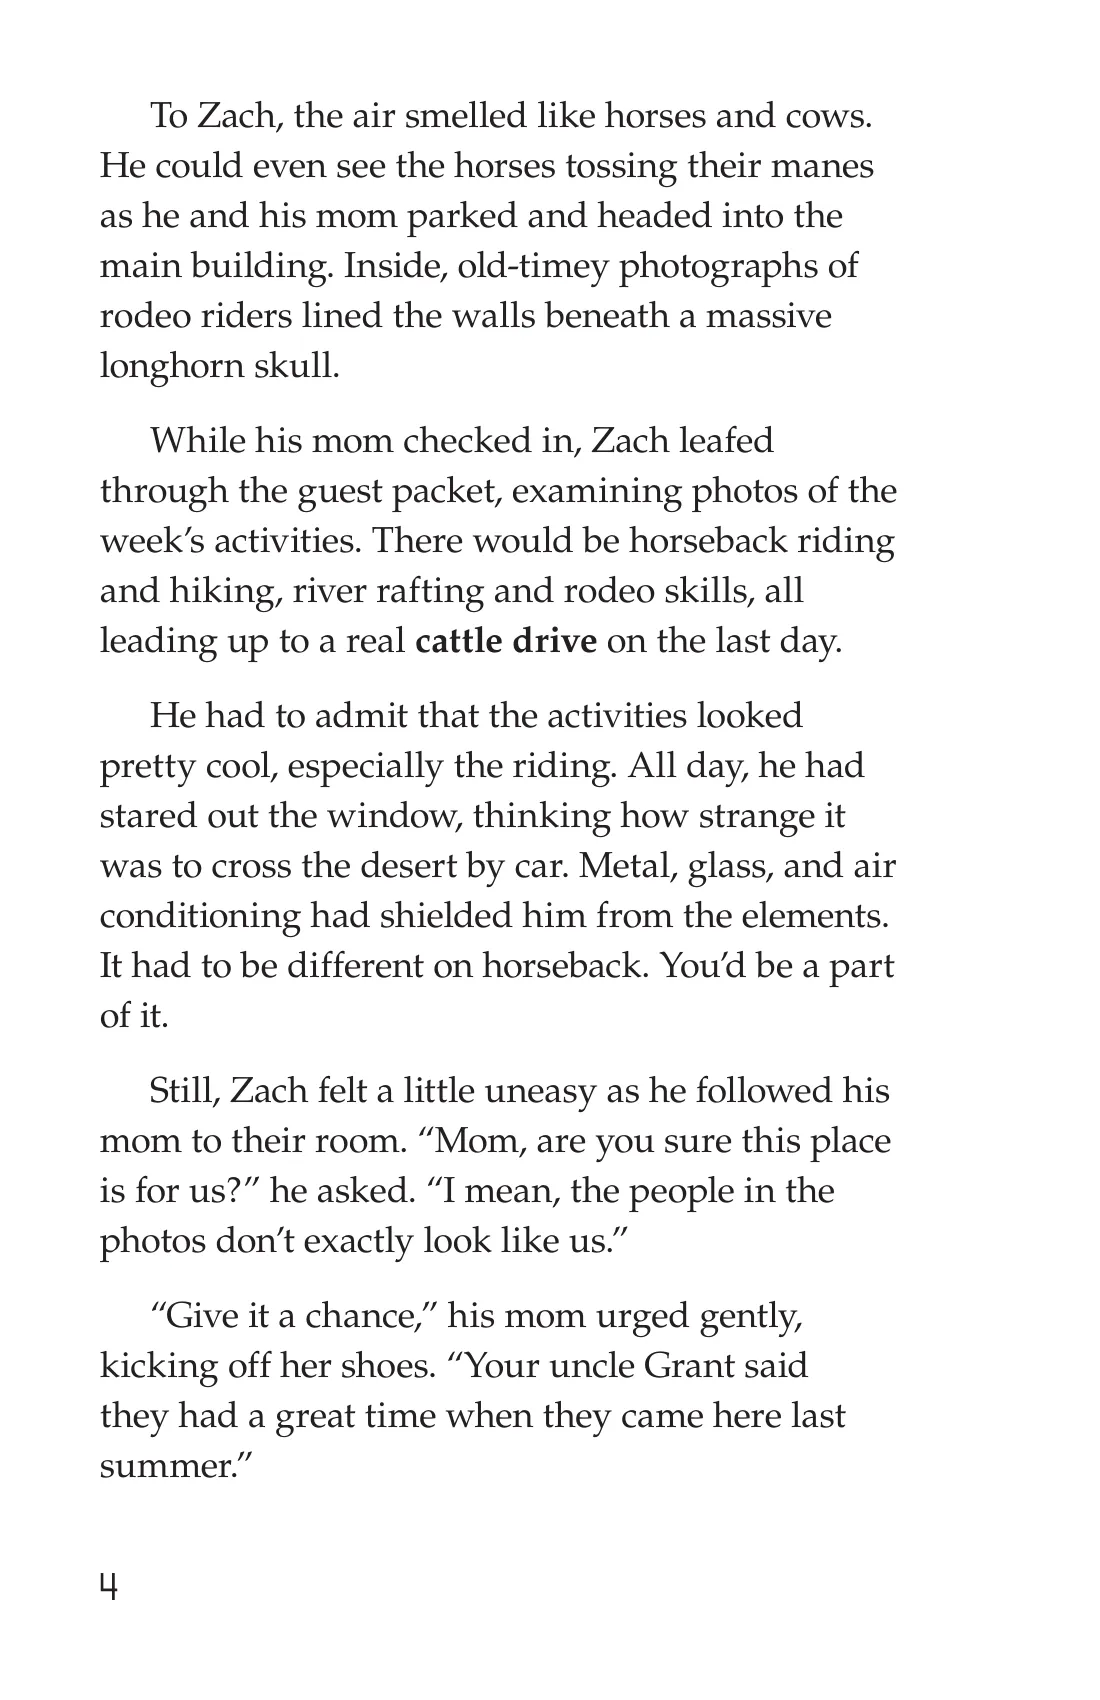 To Zach, the air smelled like horses and cows.
He could even see the horses tossing their manes
as he and his mom parked and headed into the
main building. Inside, old-timey photographs of
rodeo riders lined the walls beneath a massive
longhorn skull.
While his mom checked in, Zach leafed
through the guest packet, examining photos of the
week’s activities. There would be horseback riding
and hiking, river rafting and rodeo skills, all
leading up to a real cattle drive on the last day.
He had to admit that the activities looked
pretty cool, especially the riding. All day, he had
stared out the window, thinking how strange it
was to cross the desert by car. Metal, glass, and air
conditioning had shielded him from the elements.
It had to be different on horseback. You’d be a part
of it.
Still, Zach felt a little uneasy as he followed his
mom to their room. “Mom, are you sure this place
is for us?” he asked. “I mean, the people in the
photos don’t exactly look like us.”
“Give it a chance,” his mom urged gently,
kicking off her shoes. “Your uncle Grant said
they had a great time when they came here last
summer.”
4